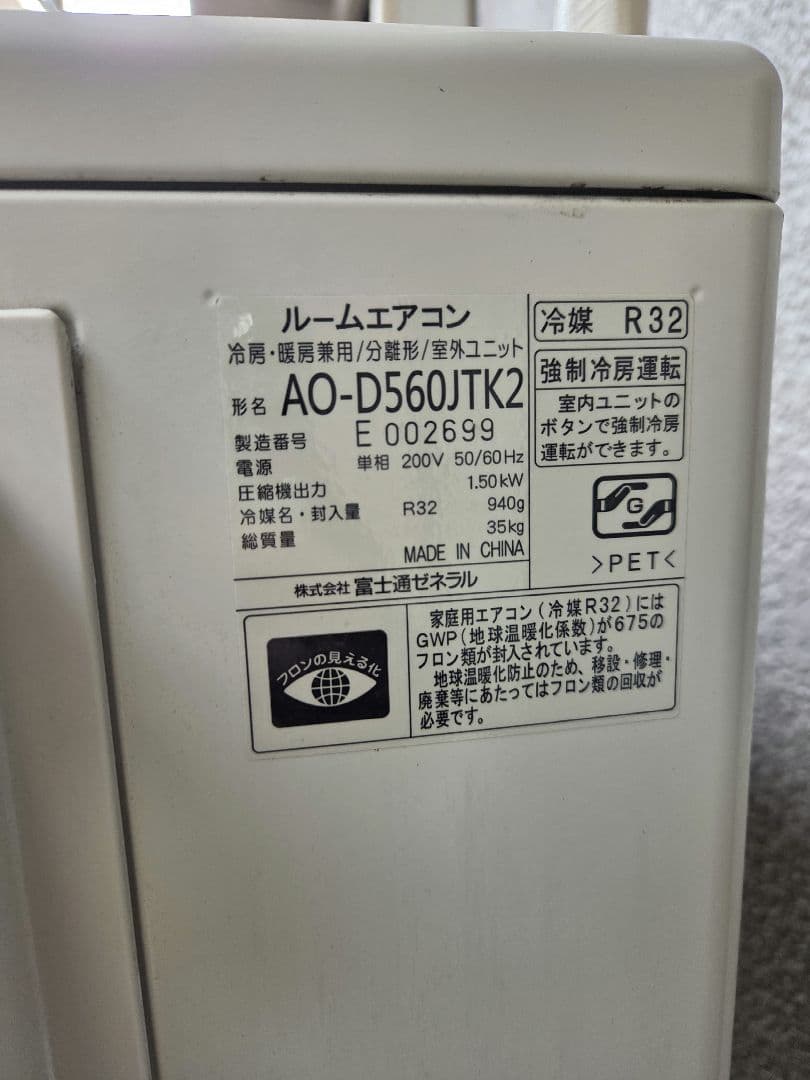 ルームエアコン
冷房・暖房兼用/分離形/室外ユニット
形名 AO-D560JTK2
製造番号 E 002699
電源 単相 200V 50/60Hz
圧縮機出力 1.50kW
冷媒名・封入量 R32 940g
総質量 35kg
MADE IN CHINA
株式会社 富士通ゼネラル
冷媒 R32
強制冷房運転
室内ユニットの
ボタンで強制冷房
運転ができます。
G
>PET<
フロンの見える化
家庭用エアコン(冷媒R32)には
GWP(地球温暖化係数)が675の
フロン類が封入されています。
地球温暖化防止のため、移設・修理・
廃棄等にあたってはフロン類の回収が
必要です。